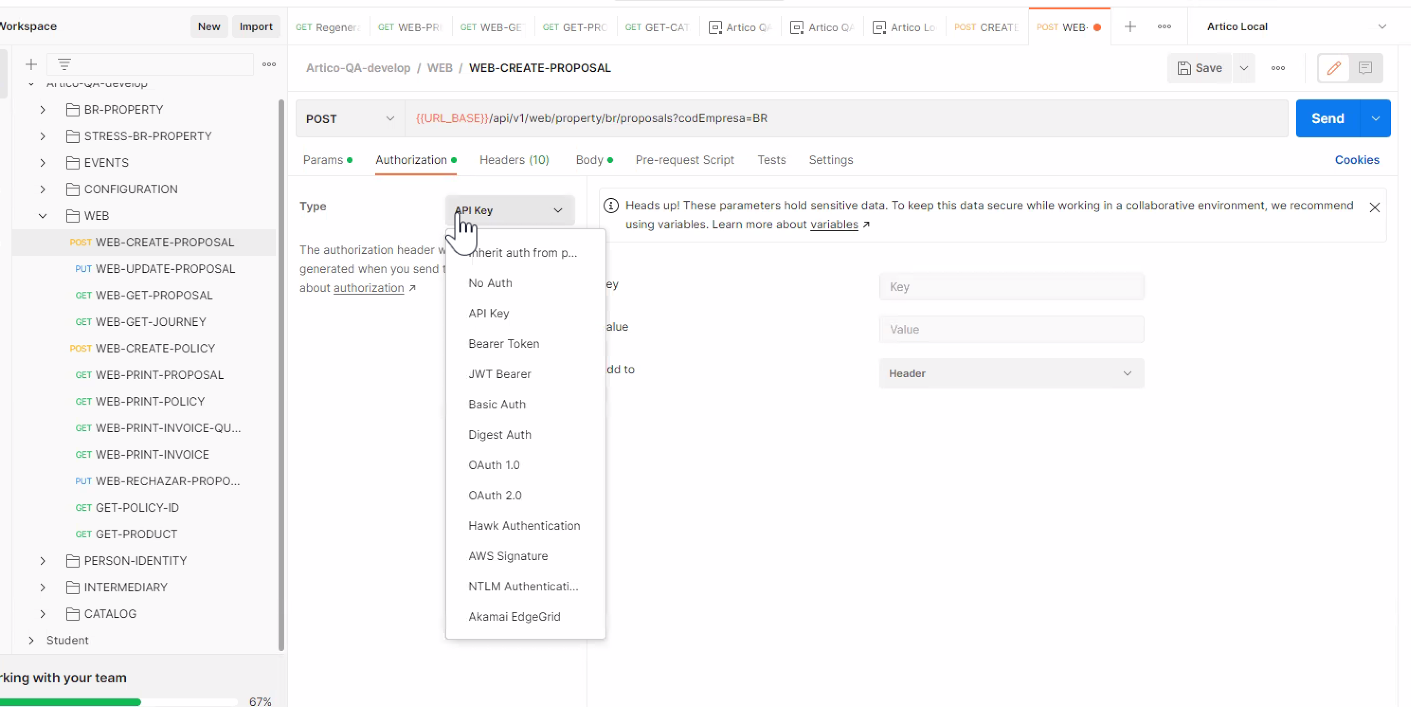 Workspace
New
Import
GET Regener
GET WEB-PRI
GET WEB-GE
GET GET-PRO
GET GET-CAT
Artico Q
Artico Q
Artico Lo
POST CREATE
POST WEB-
Artico Local
Artico-QA-develop / WEB / WEB-CREATE-PROPOSAL
Save
Artico-QA-develop
BR-PROPERTY
STRESS-BR-PROPERTY
EVENTS
CONFIGURATION
WEB
POST WEB-CREATE-PROPOSAL
PUT WEB-UPDATE-PROPOSAL
GET WEB-GET-PROPOSAL
GET WEB-GET-JOURNEY
POST WEB-CREATE-POLICY
GET WEB-PRINT-PROPOSAL
GET WEB-PRINT-POLICY
GET WEB-PRINT-INVOICE-QU...
GET WEB-PRINT-INVOICE
PUT WEB-RECHAZAR-PROPO...
GET GET-POLICY-ID
GET GET-PRODUCT
PERSON-IDENTITY
INTERMEDIARY
CATALOG
Student
rking with your team
67%
POST
{{URL_BASE}}/api/v1/web/property/br/proposals?codEmpresa=BR
Send
Params
Authorization
Headers (10)
Body
Pre-request Script
Tests
Settings
Cookies
Type
API Key
The authorization header w
generated when you send t
about authorization ↗
Inherit auth from p...
No Auth
API Key
Bearer Token
JWT Bearer
Basic Auth
Digest Auth
OAuth 1.0
OAuth 2.0
Hawk Authentication
AWS Signature
NTLM Authenticati...
Akamai EdgeGrid
Heads up! These parameters hold sensitive data. To keep this data secure while working in a collaborative environment, we recommend
using variables. Learn more about variables ↗
ey
Key
alue
Value
dd to
Header